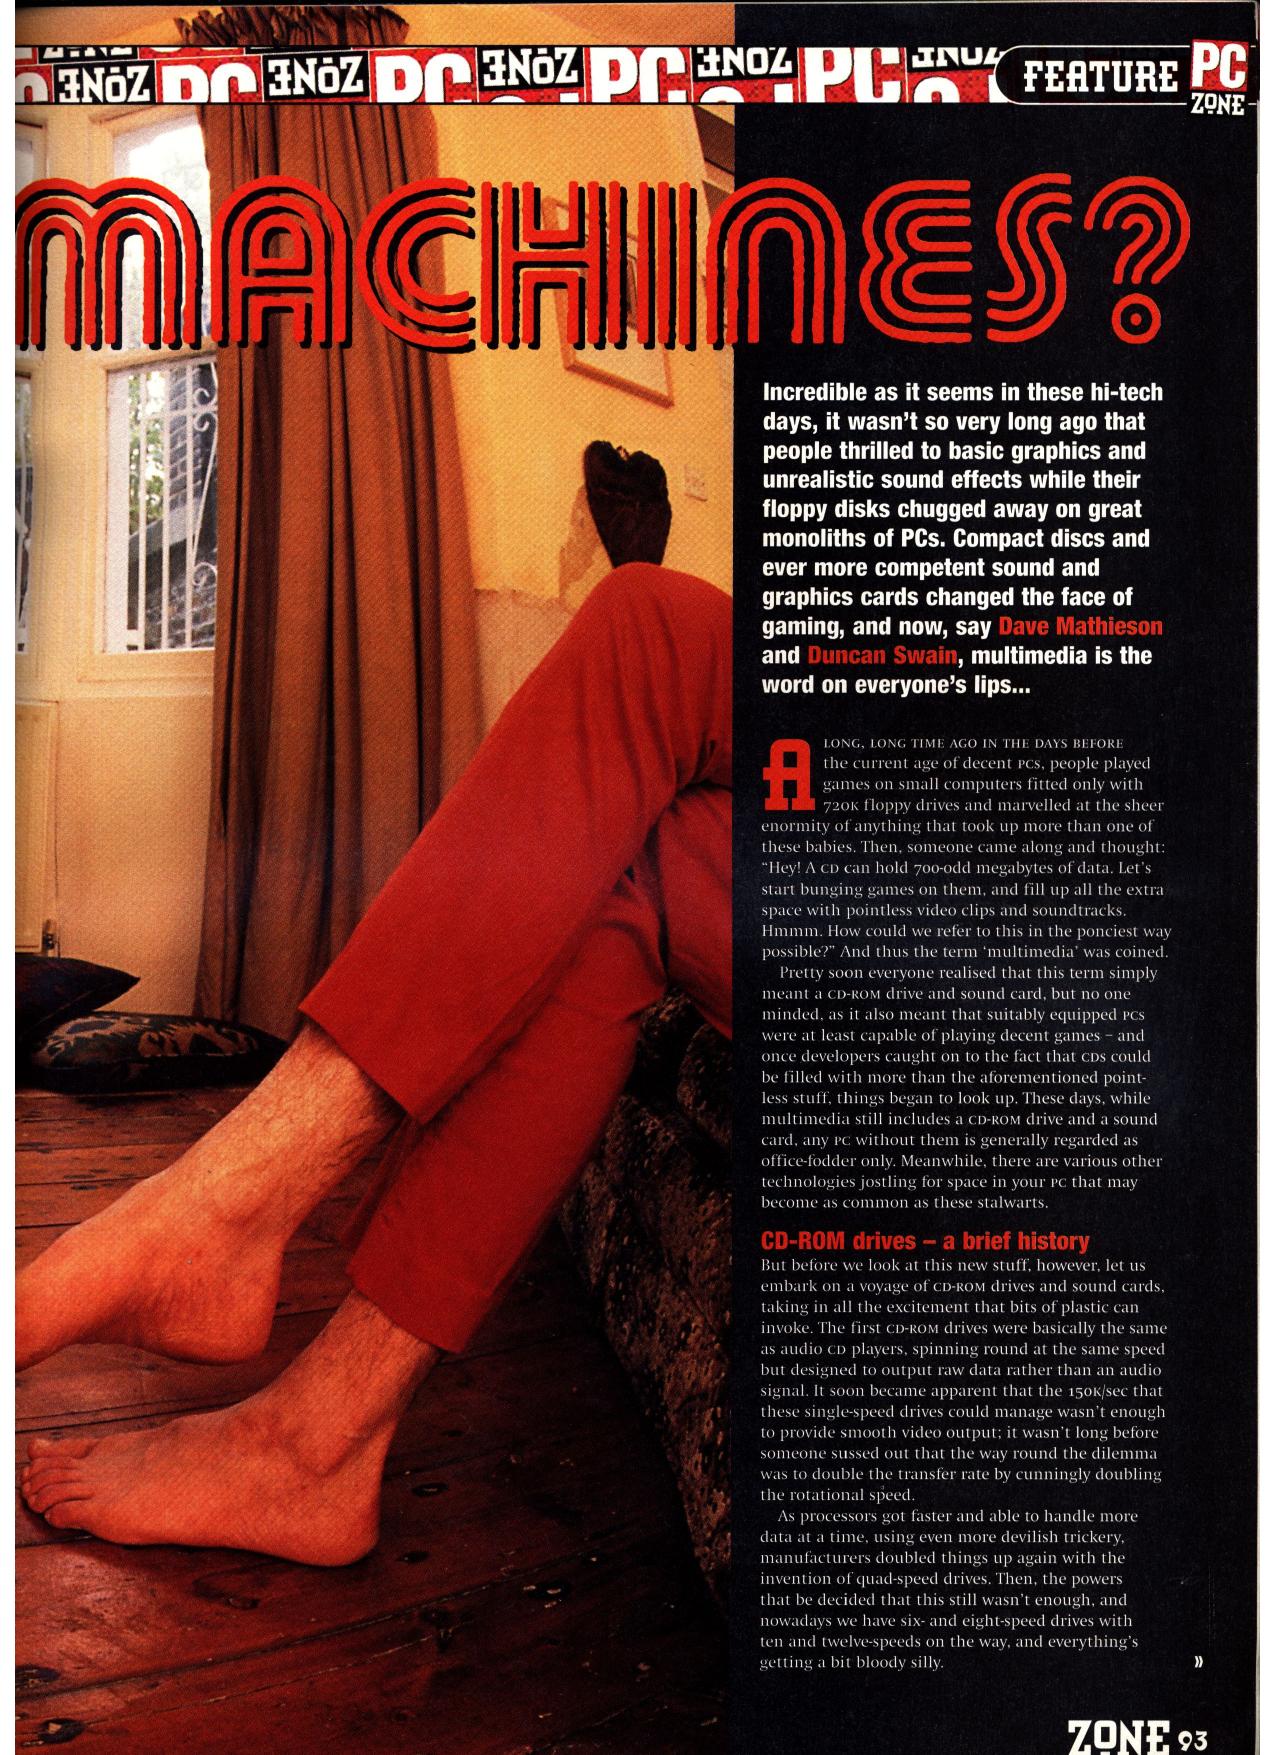 ZONE
ZONE PC ZONE PC ZONE PC ZONE PC ZONE
FEATURE PC
ZONE
MACHINES?
Incredible as it seems in these hi-tech
days, it wasn't so very long ago that
people thrilled to basic graphics and
unrealistic sound effects while their
floppy disks chugged away on great
monoliths of PCs. Compact discs and
ever more competent sound and
graphics cards changed the face of
gaming, and now, say Dave Mathieson
and Duncan Swain, multimedia is the
word on everyone's lips...
A LONG, LONG TIME AGO IN THE DAYS BEFORE
the current age of decent PCs, people played
games on small computers fitted only with
720K floppy drives and marvelled at the sheer
enormity of anything that took up more than one of
these babies. Then, someone came along and thought:
“Hey! A CD can hold 700-odd megabytes of data. Let's
start bunging games on them, and fill up all the extra
space with pointless video clips and soundtracks.
Hmmm. How could we refer to this in the ponciest way
possible?” And thus the term ‘multimedia’ was coined.
Pretty soon everyone realised that this term simply
meant a CD-ROM drive and sound card, but no one
minded, as it also meant that suitably equipped PCs
were at least capable of playing decent games – and
once developers caught on to the fact that CDs could
be filled with more than the aforementioned point-
less stuff, things began to look up. These days, while
multimedia still includes a CD-ROM drive and a sound
card, any PC without them is generally regarded as
office-fodder only. Meanwhile, there are various other
technologies jostling for space in your PC that may
become as common as these stalwarts.
CD-ROM drives – a brief history
But before we look at this new stuff, however, let us
embark on a voyage of CD-ROM drives and sound cards,
taking in all the excitement that bits of plastic can
invoke. The first CD-ROM drives were basically the same
as audio CD players, spinning round at the same speed
but designed to output raw data rather than an audio
signal. It soon became apparent that the 150K/sec that
these single-speed drives could manage wasn't enough
to provide smooth video output; it wasn't long before
someone sussed out that the way round the dilemma
was to double the transfer rate by cunningly doubling
the rotational speed.
As processors got faster and able to handle more
data at a time, using even more devilish trickery,
manufacturers doubled things up again with the
invention of quad-speed drives. Then, the powers
that be decided that this still wasn't enough, and
nowadays we have six- and eight-speed drives with
ten and twelve-speeds on the way, and everything's
getting a bit bloody silly.
»
ZONE 93